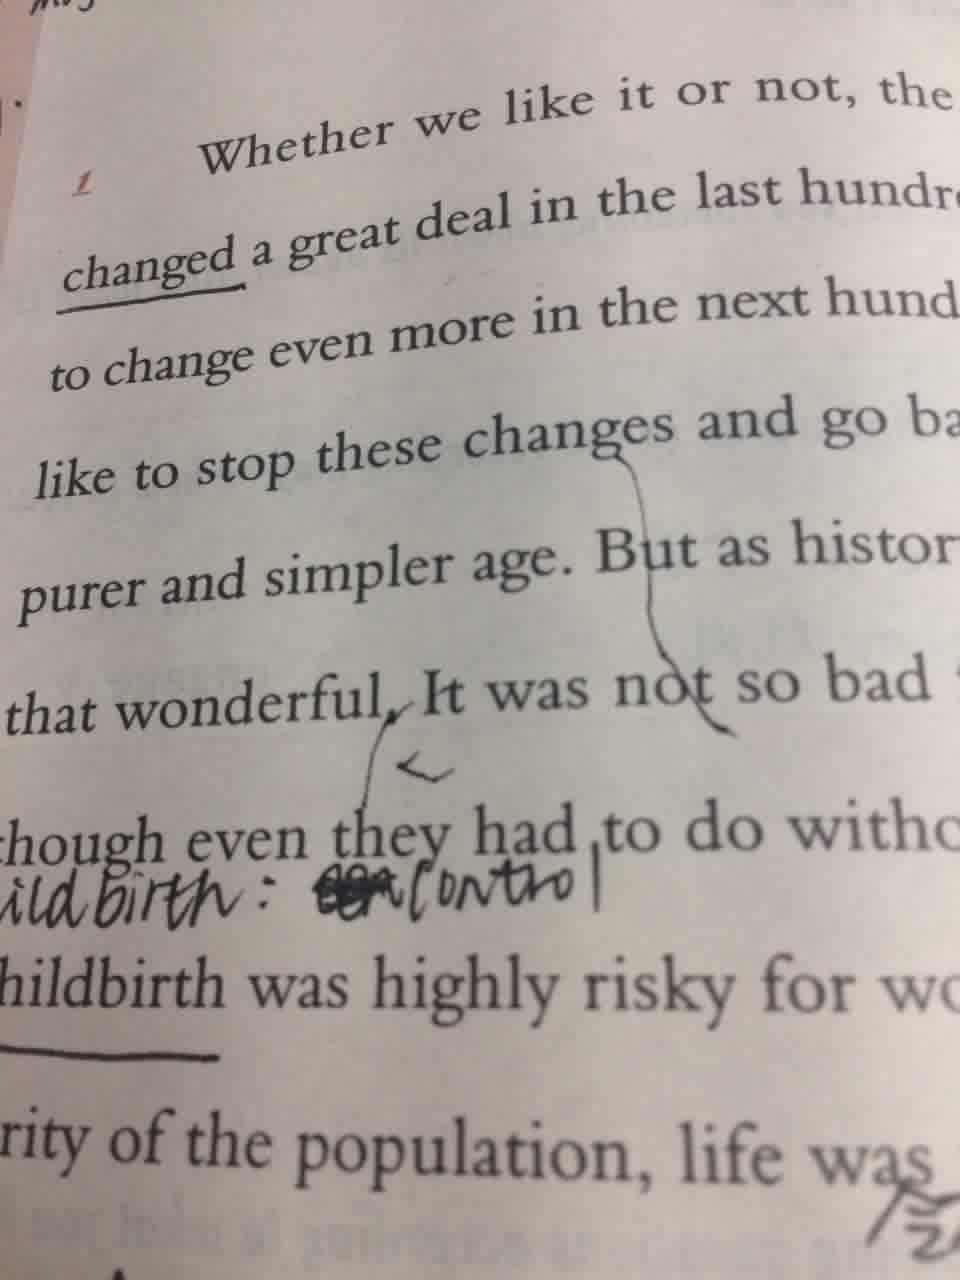 1 Whether we like it or not, the
changed a great deal in the last hundre
to change even more in the next hund
like to stop these changes and go ba
purer and simpler age. But as histor
that wonderful, It was not so bad
though even they had to do witho
ildbirth: control
hildbirth was highly risky for wo
rity of the population, life was